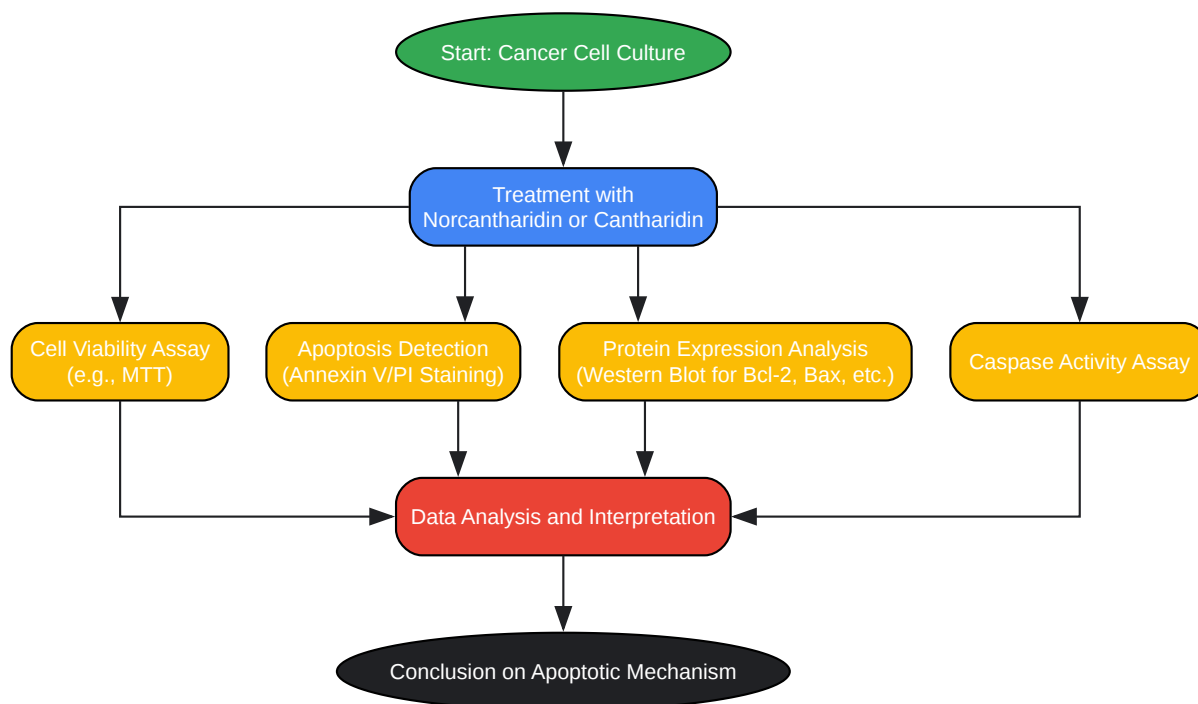 Start: Cancer Cell Culture
Treatment with
Norcantharidin or Cantharidin
Cell Viability Assay
(e.g., MTT)
Apoptosis Detection
(Annexin V/PI Staining)
Protein Expression Analysis
(Western Blot for Bcl-2, Bax, etc.)
Caspase Activity Assay
Data Analysis and Interpretation
Conclusion on Apoptotic Mechanism